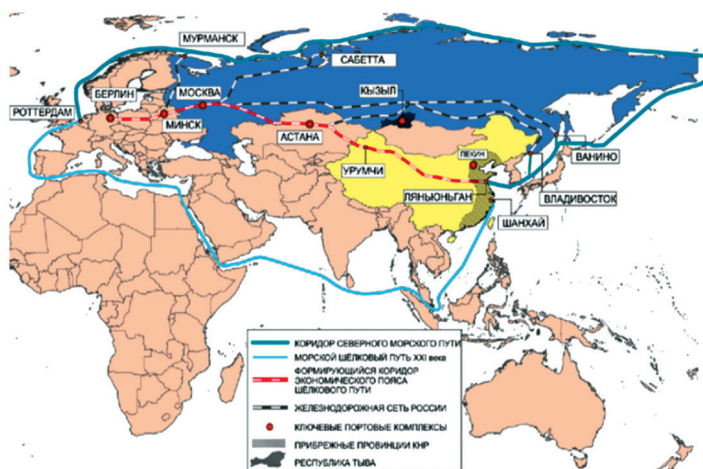 МУРМАНСК
САБЕТТА
МОСКВА
БЕРЛИН
КЫЗЫЛ
РОТТЕРДАМ
МИНСК
АСТАНА
ВАНИНО
ПЕКИН
УРУМЧИ
ЛЯНЬЮНЬГАН
ВЛАДИВОСТОК
ШАНХАЙ
КОРИДОР СЕВЕРНОГО МОРСКОГО ПУТИ
МОРСКОЙ ШЁЛКОВЫЙ ПУТЬ XXI века
ФОРМИРУЮЩИЙСЯ КОРИДОР
ЭКОНОМИЧЕСКОГО ПОЯСА
ШЁЛКОВОГО ПУТИ
ЖЕЛЕЗНОДОРОЖНАЯ СЕТЬ РОССИИ
КЛЮЧЕВЫЕ ПОРТОВЫЕ КОМПЛЕКСЫ
ПРИБРЕЖНЫЕ ПРОВИНЦИИ КНР
РЕСПУБЛИКА ТЫВА